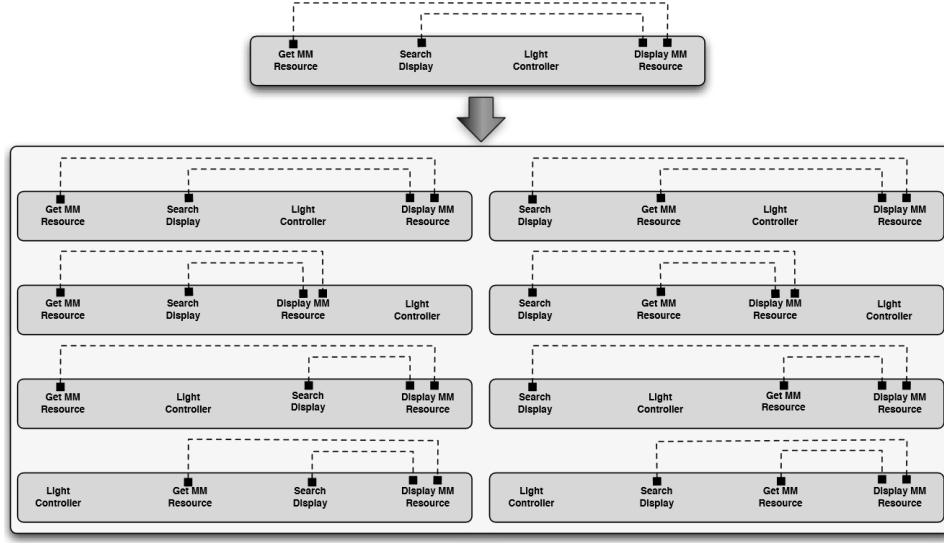 Get MM
Resource
Search
Display
Light
Controller
Display MM
Resource
Get MM
Resource
Search
Display
Light
Controller
Display MM
Resource
Search
Display
Get MM
Resource
Light
Controller
Display MM
Resource
Get MM
Resource
Search
Display
Display MM
Resource
Light
Controller
Search
Display
Get MM
Resource
Display MM
Resource
Light
Controller
Get MM
Resource
Light
Controller
Search
Display
Display MM
Resource
Search
Display
Light
Controller
Get MM
Resource
Display MM
Resource
Light
Controller
Get MM
Resource
Search
Display
Display MM
Resource
Light
Controller
Search
Display
Get MM
Resource
Display MM
Resource